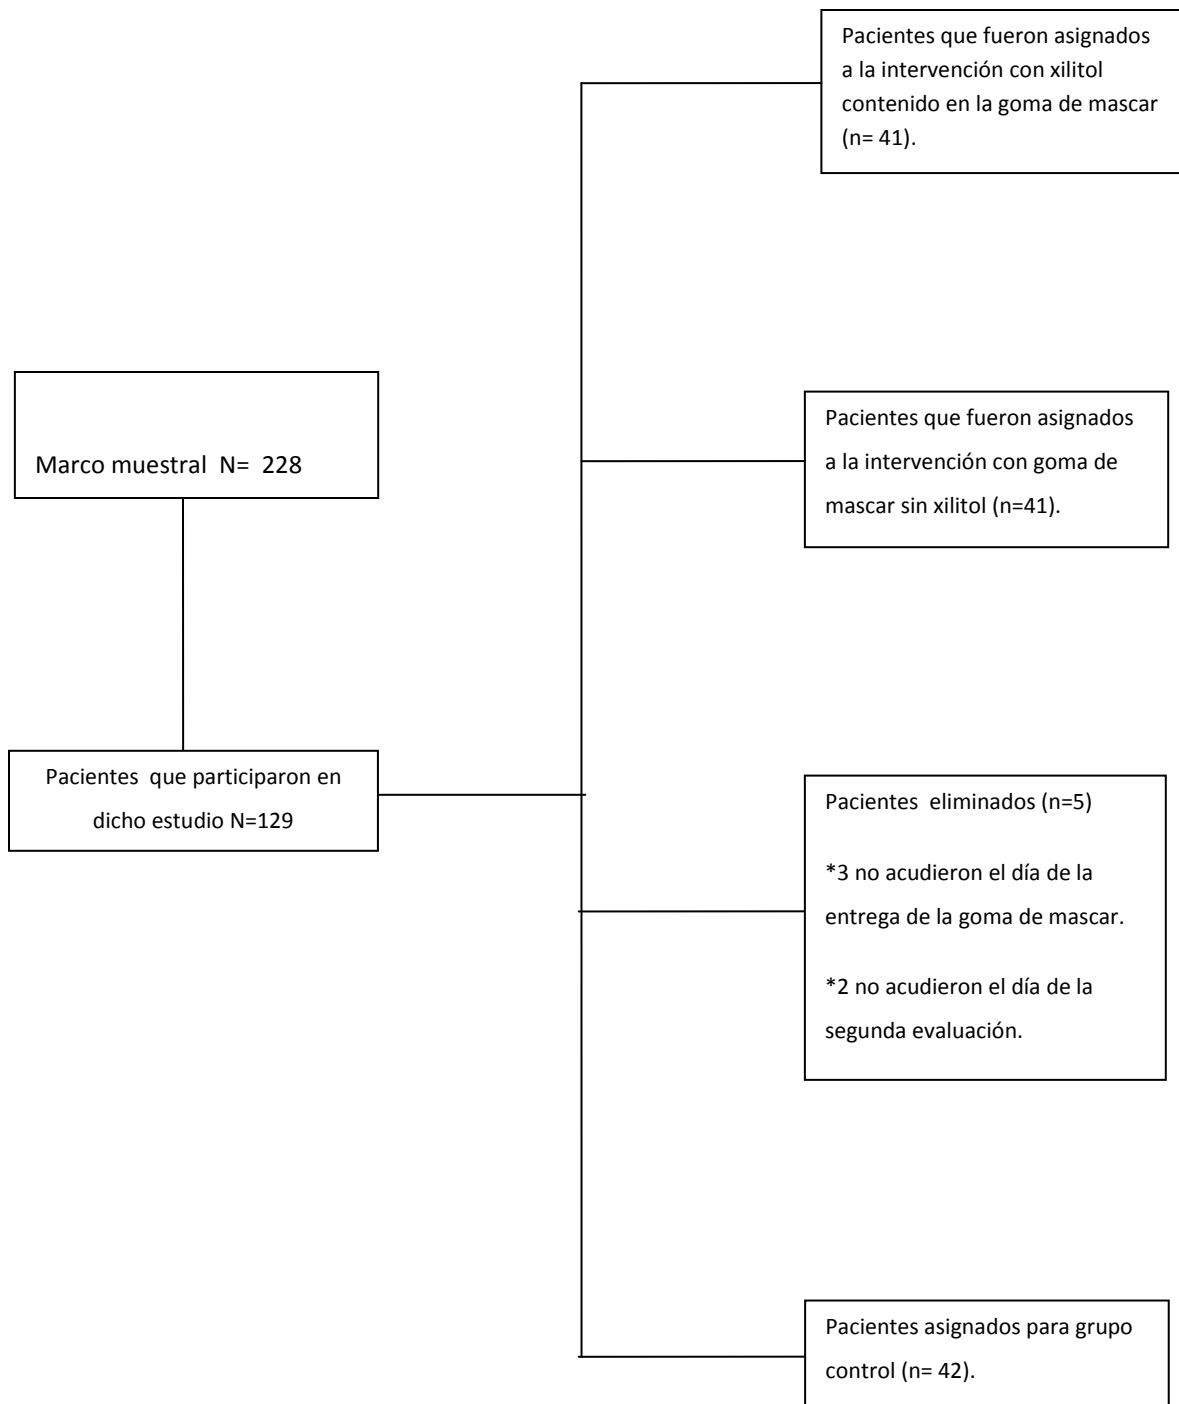 Pacientes que fueron asignados
a la intervención con xilitol
contenido en la goma de mascar
(n= 41).
Marco muestral N= 228
Pacientes que fueron asignados
a la intervención con goma de
mascar sin xilitol (n=41).
Pacientes que participaron en
dicho estudio N=129
Pacientes eliminados (n=5)
*3 no acudieron el día de la
entrega de la goma de mascar.
*2 no acudieron el día de la
segunda evaluación.
Pacientes asignados para grupo
control (n= 42).